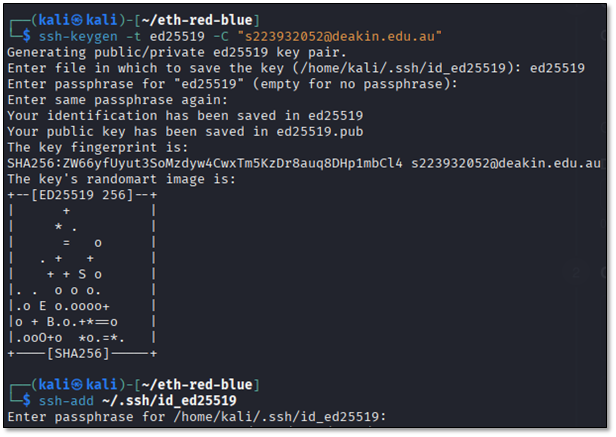 ┌──(kali㉿kali)-[~/eth-red-blue]
└─$ ssh-keygen -t ed25519 -C "s223932052@deakin.edu.au"
Generating public/private ed25519 key pair.
Enter file in which to save the key (/home/kali/.ssh/id_ed25519): ed25519
Enter passphrase for "ed25519" (empty for no passphrase):
Enter same passphrase again:
Your identification has been saved in ed25519
Your public key has been saved in ed25519.pub
The key fingerprint is:
SHA256:ZW66yfUyut3SoMzdyw4CwxTm5KzDr8auq8DHp1mbCl4 s223932052@deakin.edu.au
The key's randomart image is:
+--[ED25519 256]--+
|      +          |
|     * .         |
|      =   o      |
|   . +   +       |
|    + + S o      |
|. .  o o o.      |
|.o E o.oooo+     |
|o + B.o.+*==o    |
|.ooO+o  *o.=*.   |
+----[SHA256]-----+
┌──(kali㉿kali)-[~/eth-red-blue]
└─$ ssh-add ~/.ssh/id_ed25519
Enter passphrase for /home/kali/.ssh/id_ed25519: